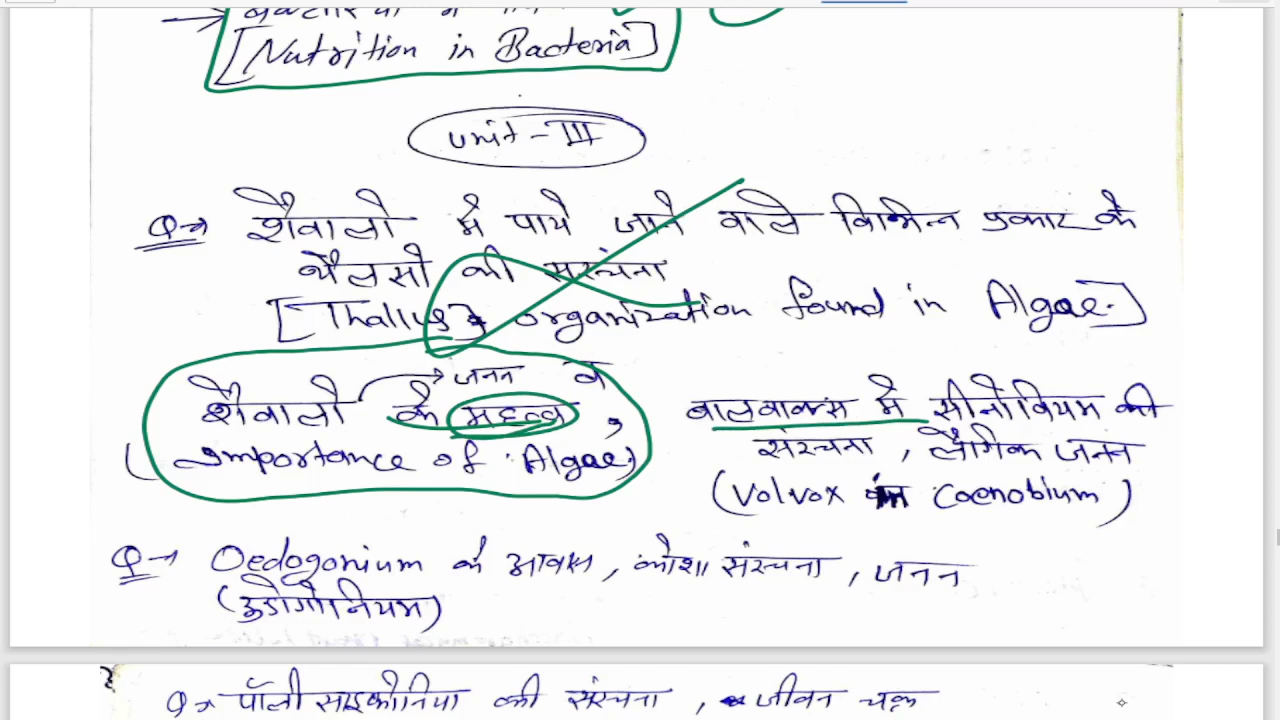 [Nutrition in Bacteria]
Unit - III
Q→ शैवालो में पाये जाने वाले विभिन्न प्रकार के
थैलसो की संरचना
[Thallus organization found in Algae.]
जनन व
शैवालो के महत्व ,
(Importance of Algae)
वालवाक्स में सीनोवियम की
संरचना , लैंगिक जनन
(Volvox Coenobium)
Q→ Oedogonium के आवास , कोशा संरचना , जनन
(ऊडोगोनियम)
Q→ पॉली साइफोनिया की संरचना , जीवन चक्र